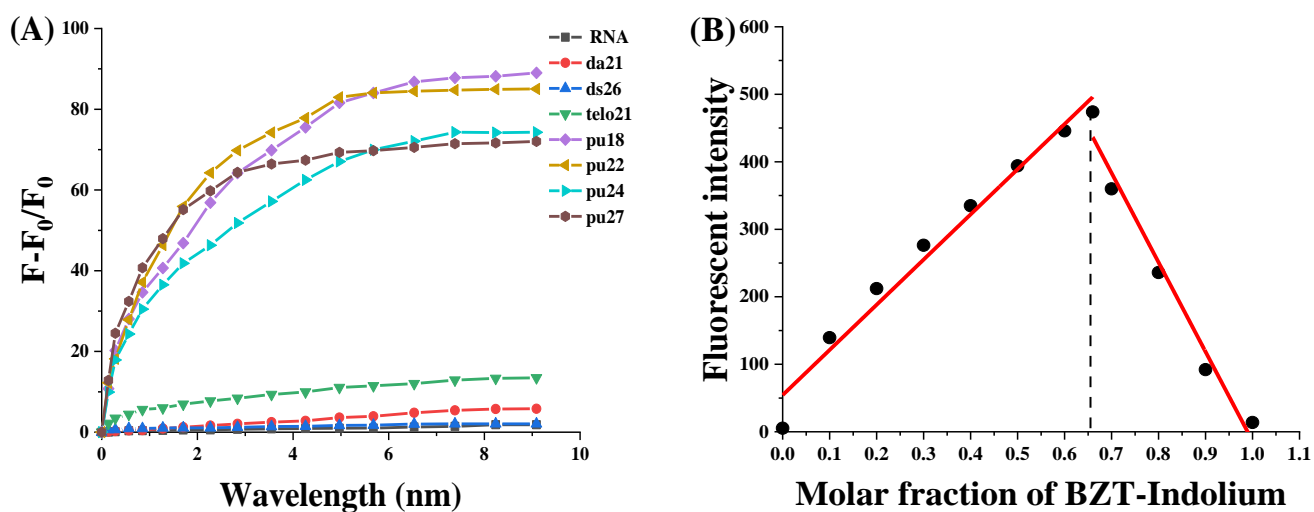 (A)
F-F0/F0
100
80
60
40
20
0
0 2 4 6 8 10
Wavelength (nm)
RNA
da21
ds26
telo21
pu18
pu22
pu24
pu27
(B)
Fluorescent intensity
600
500
400
300
200
100
0
0.0 0.1 0.2 0.3 0.4 0.5 0.6 0.7 0.8 0.9 1.0 1.1
Molar fraction of BZT-Indolium